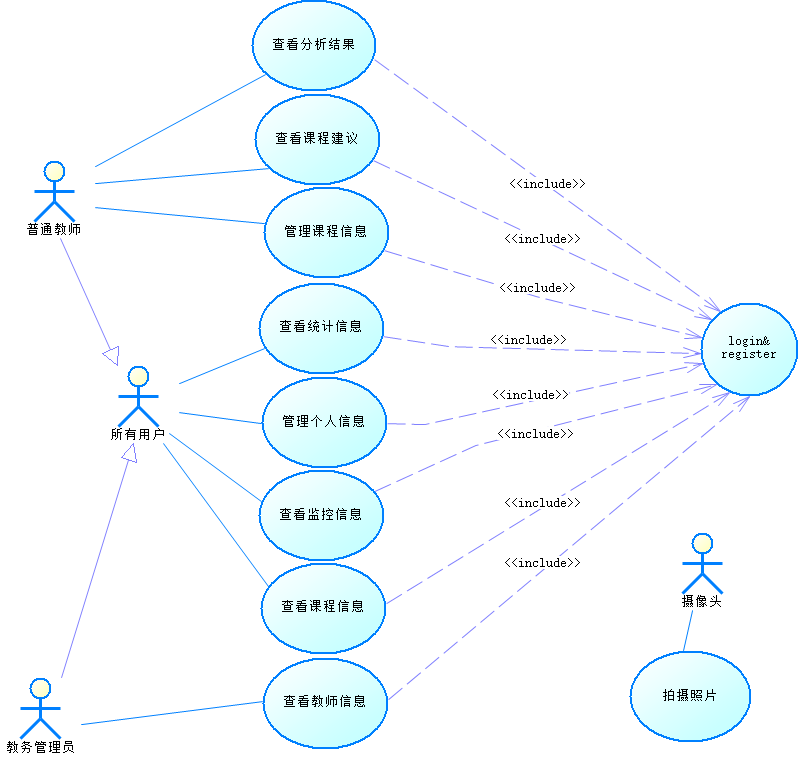 查看分析结果
查看课程建议
<<include>>
普通教师
管理课程信息
<<include>>
<<include>>
查看统计信息
<<include>>
login&
register
管理个人信息
<<include>>
所有用户
<<include>>
查看监控信息
<<include>>
<<include>>
查看课程信息
摄像头
查看教师信息
拍摄照片
教务管理员